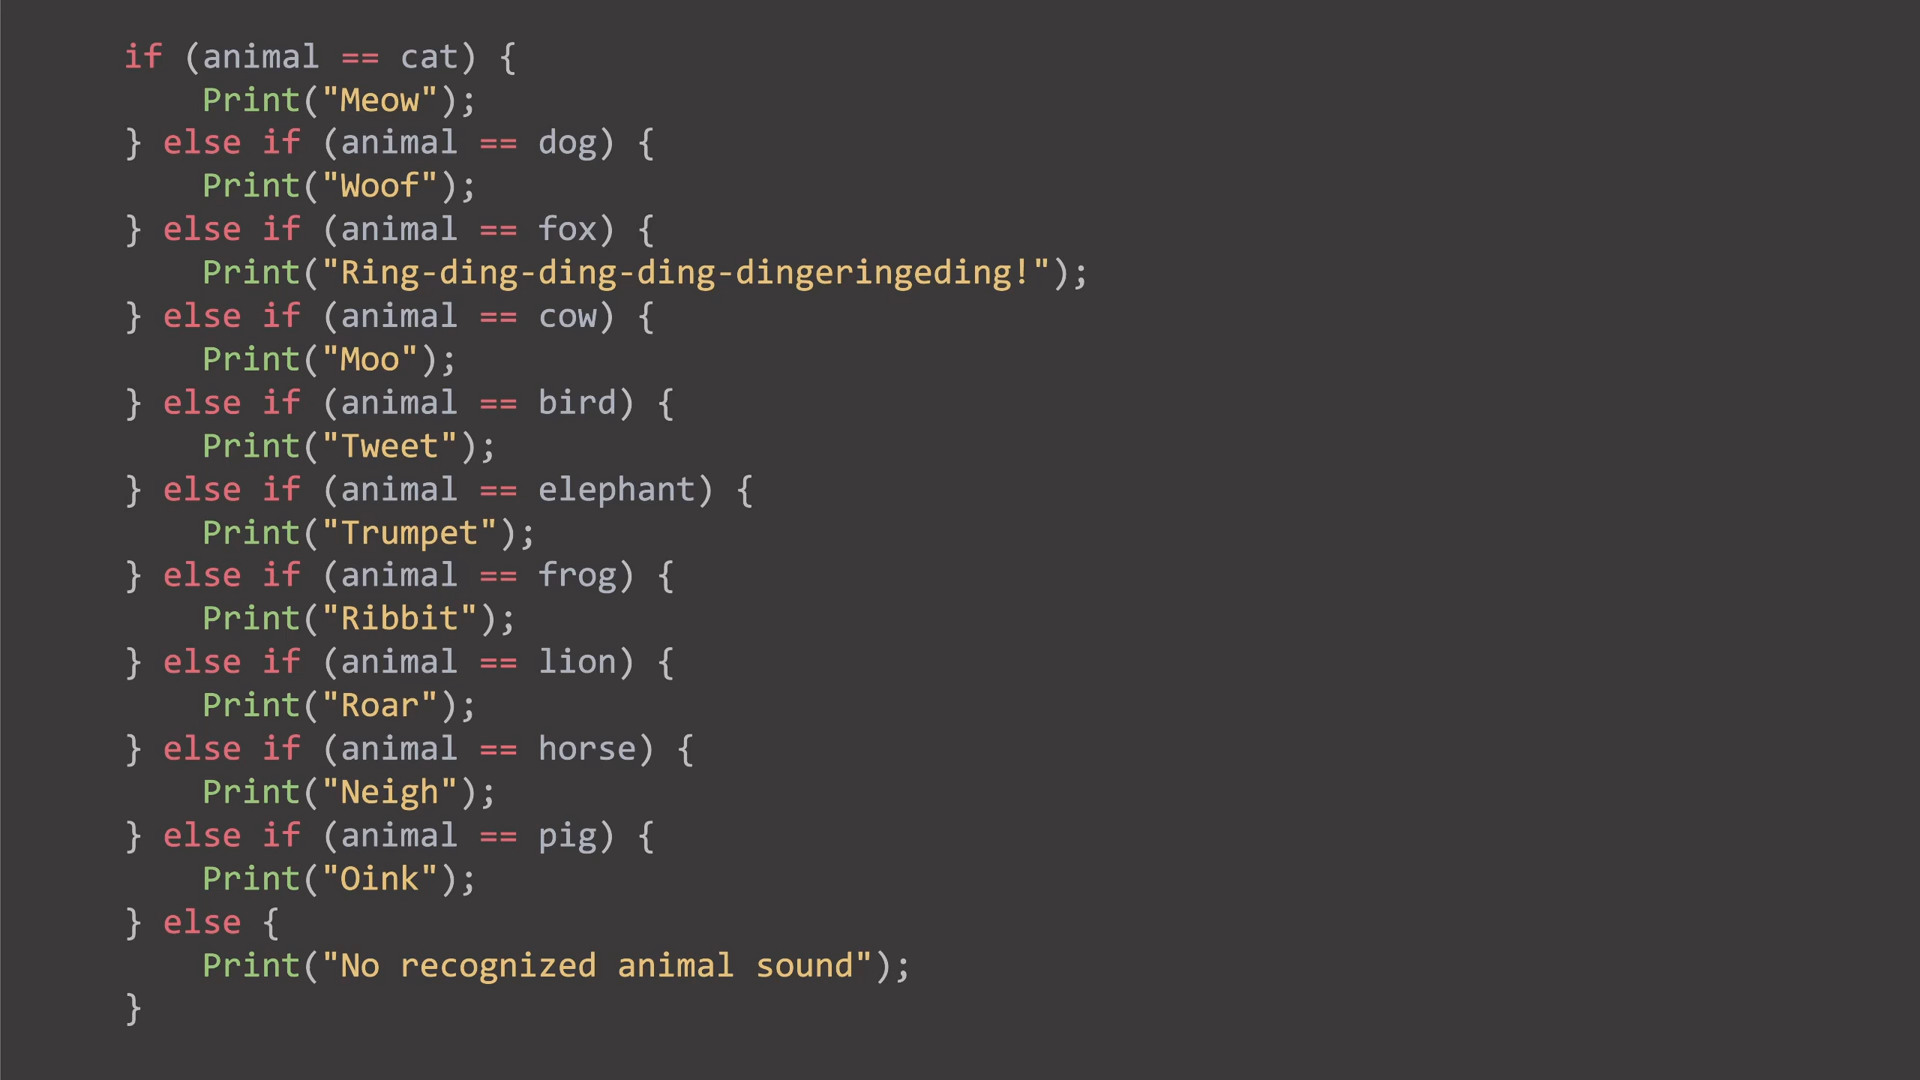 if (animal == cat) {
    Print("Meow");
} else if (animal == dog) {
    Print("Woof");
} else if (animal == fox) {
    Print("Ring-ding-ding-ding-dingeringeding!");
} else if (animal == cow) {
    Print("Moo");
} else if (animal == bird) {
    Print("Tweet");
} else if (animal == elephant) {
    Print("Trumpet");
} else if (animal == frog) {
    Print("Ribbit");
} else if (animal == lion) {
    Print("Roar");
} else if (animal == horse) {
    Print("Neigh");
} else if (animal == pig) {
    Print("Oink");
} else {
    Print("No recognized animal sound");
}